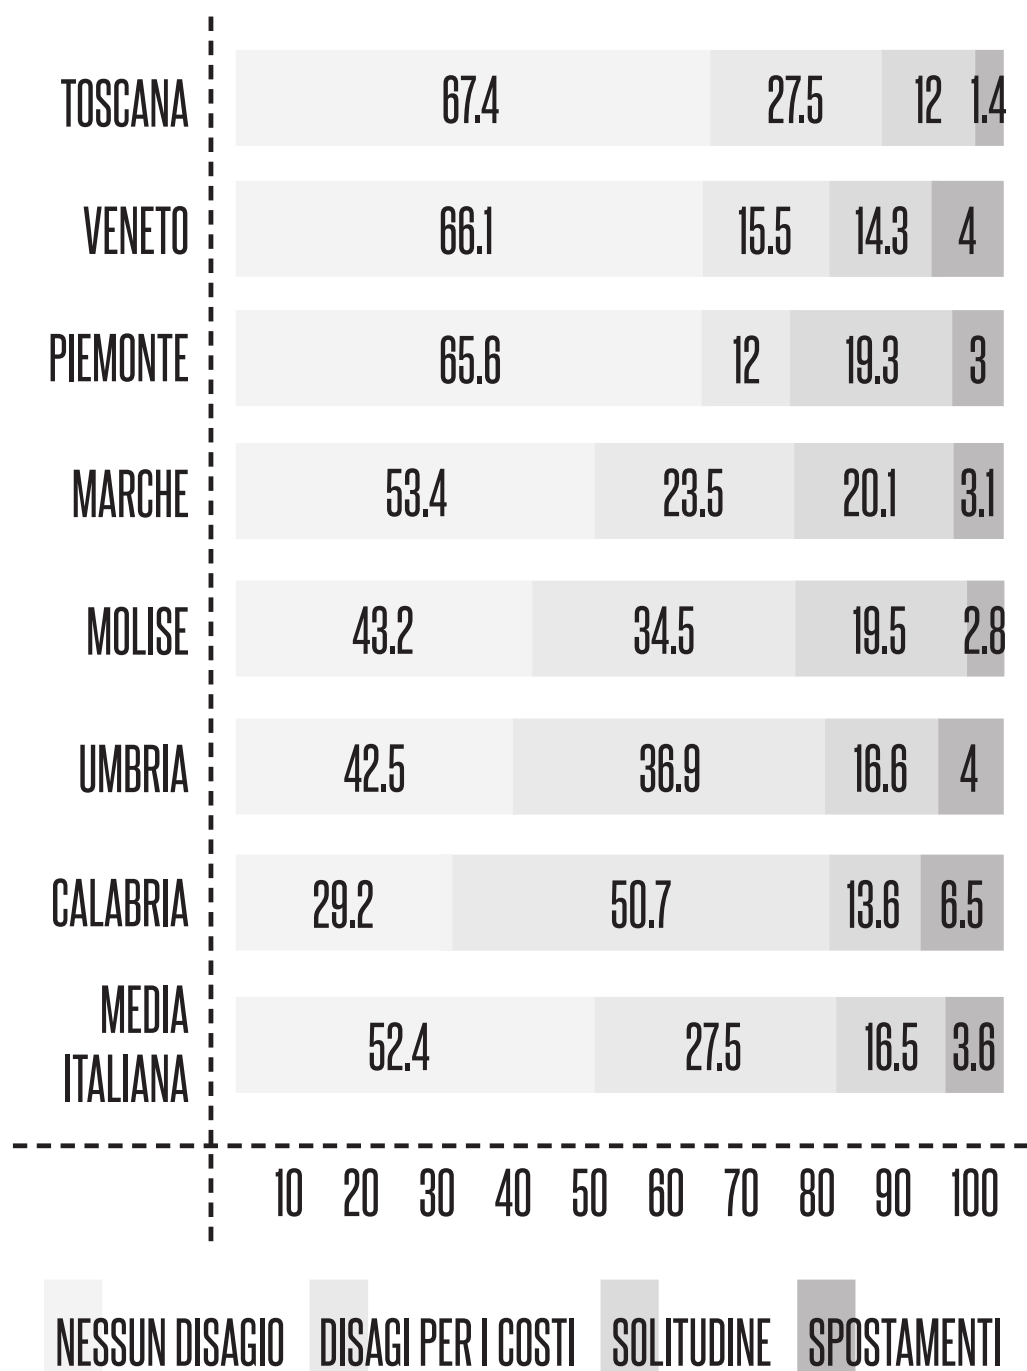 TOSCANA 67.4 27.5 12 1.4
VENETO 66.1 15.5 14.3 4
PIEMONTE 65.6 12 19.3 3
MARCHE 53.4 23.5 20.1 3.1
MOLISE 43.2 34.5 19.5 2.8
UMBRIA 42.5 36.9 16.6 4
CALABRIA 29.2 50.7 13.6 6.5
MEDIA
ITALIANA 52.4 27.5 16.5 3.6
10 20 30 40 50 60 70 80 90 100
NESSUN DISAGIO DISAGI PER I COSTI SOLITUDINE SPOSTAMENTI